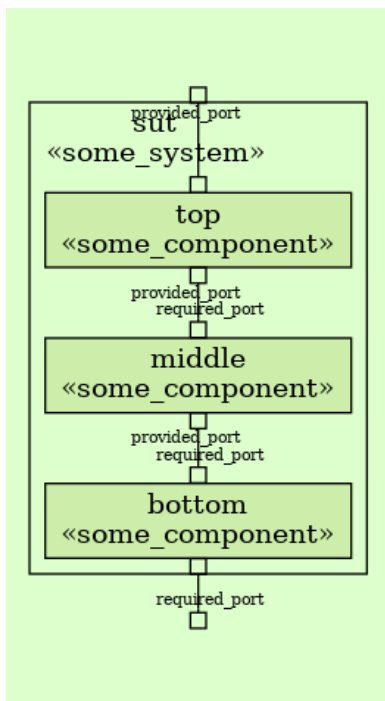 provided_port
sut
«some_system»
top
«some_component»
provided_port
required_port
middle
«some_component»
provided_port
required_port
bottom
«some_component»
required_port